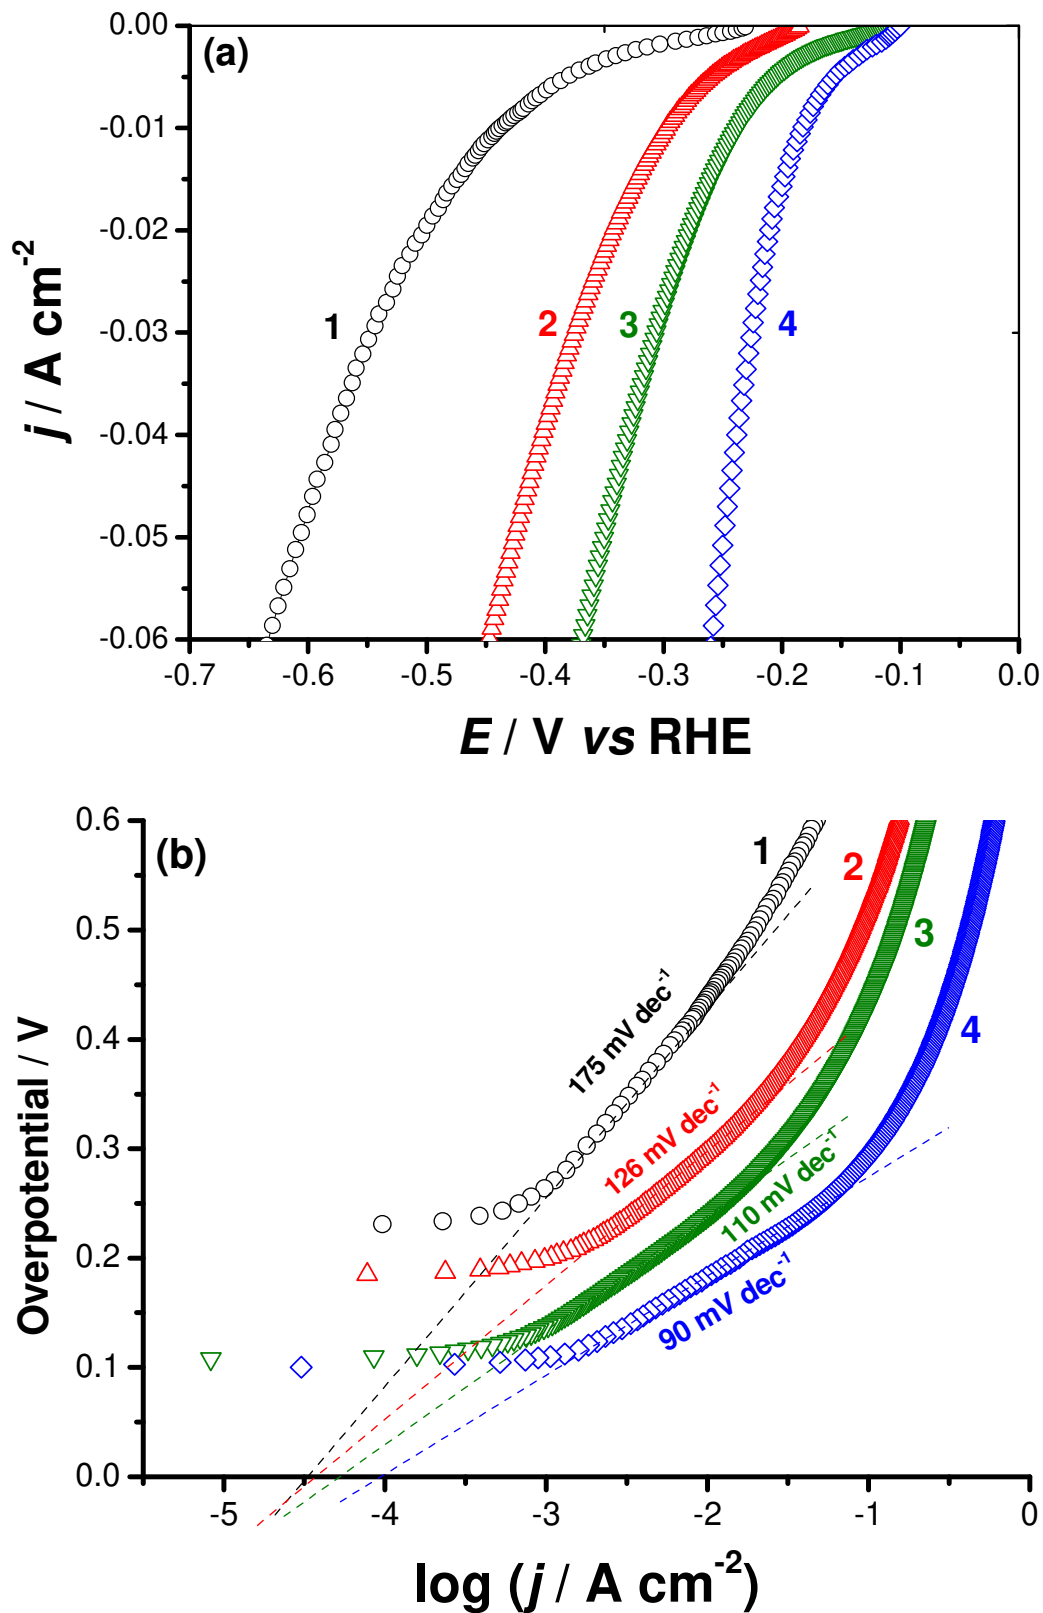 (a)
0.00
-0.01
-0.02
-0.03
-0.04
-0.05
-0.06
j / A cm-2
1
2
3
4
-0.7 -0.6 -0.5 -0.4 -0.3 -0.2 -0.1 0.0
E / V vs RHE
(b)
0.6
0.5
0.4
0.3
0.2
0.1
0.0
Overpotential / V
1
2
3
4
175 mV dec-1
126 mV dec-1
110 mV dec-1
90 mV dec-1
-5 -4 -3 -2 -1 0
log (j / A cm-2)